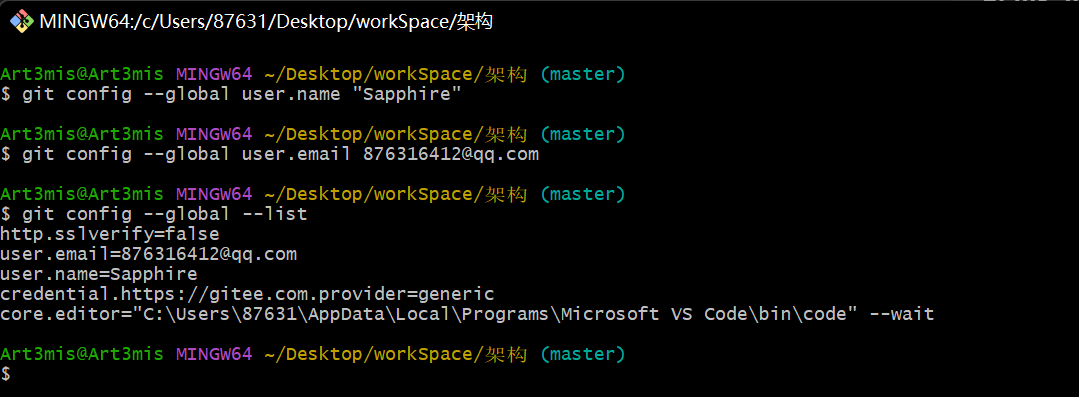 MINGW64:/c/Users/87631/Desktop/workSpace/架构
Art3mis@Art3mis MINGW64 ~/Desktop/workSpace/架构 (master)
$ git config --global user.name "Sapphire"
Art3mis@Art3mis MINGW64 ~/Desktop/workSpace/架构 (master)
$ git config --global user.email 876316412@qq.com
Art3mis@Art3mis MINGW64 ~/Desktop/workSpace/架构 (master)
$ git config --global --list
http.sslverify=false
user.email=876316412@qq.com
user.name=Sapphire
credential.https://gitee.com.provider=generic
core.editor="C:\Users\87631\AppData\Local\Programs\Microsoft VS Code\bin\code" --wait
Art3mis@Art3mis MINGW64 ~/Desktop/workSpace/架构 (master)
$